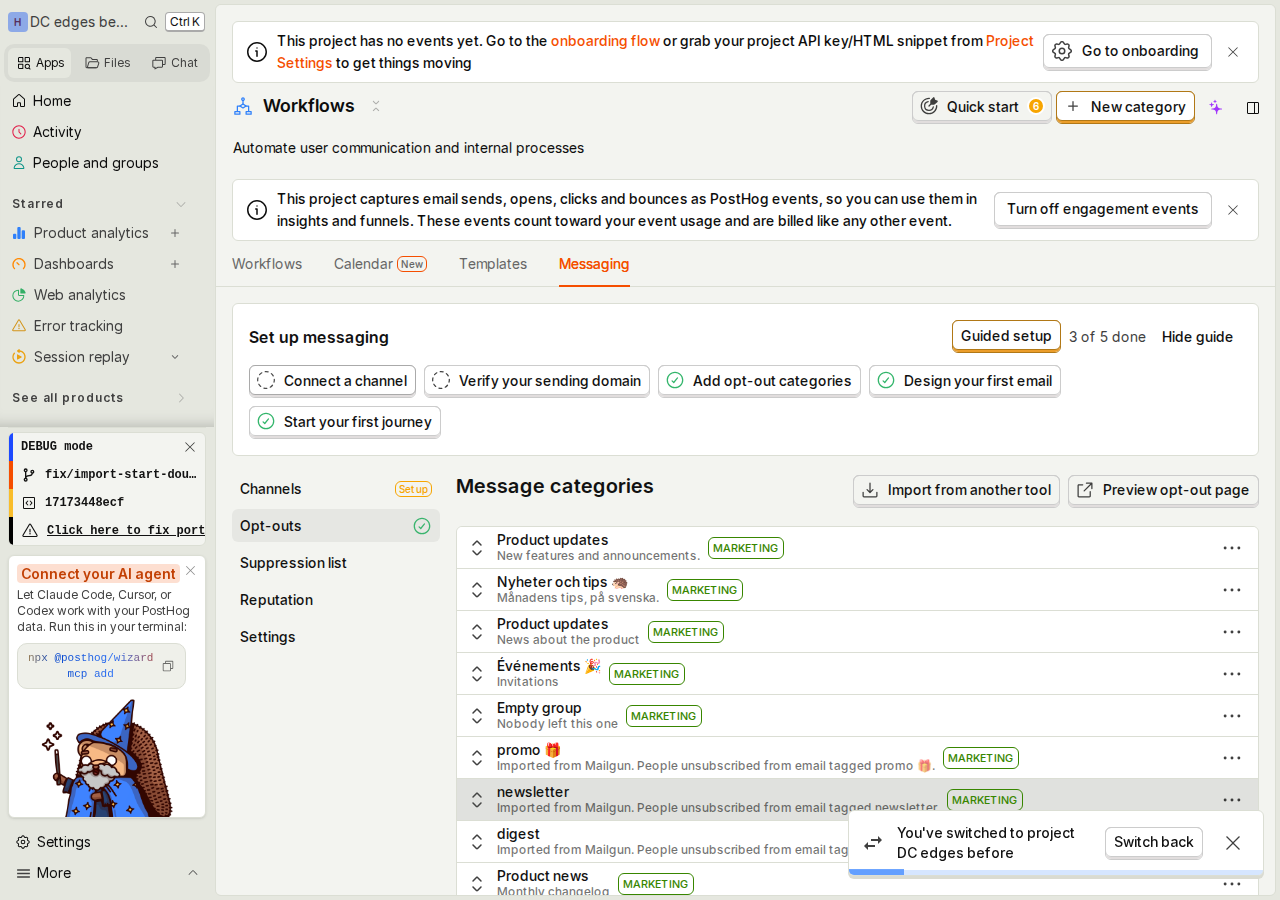 H DC edges be... Ctrl K
Apps Files Chat
Home
Activity
People and groups
Starred
Product analytics
Dashboards
Web analytics
Error tracking
Session replay
See all products
DEBUG mode
fix/import-start-dou...
17173448ecf
Click here to fix port
Connect your AI agent
Let Claude Code, Cursor, or
Codex work with your PostHog
data. Run this in your terminal:
npx @posthog/wizard
mcp add
Settings
More
This project has no events yet. Go to the onboarding flow or grab your project API key/HTML snippet from Project
Settings to get things moving
Go to onboarding
Workflows
Quick start 6
New category
Automate user communication and internal processes
This project captures email sends, opens, clicks and bounces as PostHog events, so you can use them in
insights and funnels. These events count toward your event usage and are billed like any other event.
Turn off engagement events
Workflows Calendar New Templates Messaging
Set up messaging
Guided setup 3 of 5 done Hide guide
Connect a channel Verify your sending domain Add opt-out categories Design your first email
Start your first journey
Channels Setup
Opt-outs
Suppression list
Reputation
Settings
Message categories
Import from another tool Preview opt-out page
Product updates
New features and announcements. MARKETING
Nyheter och tips 🦔
Månadens tips, på svenska. MARKETING
Product updates
News about the product MARKETING
Événements 🎉
Invitations MARKETING
Empty group
Nobody left this one MARKETING
promo 🎁
Imported from Mailgun. People unsubscribed from email tagged promo 🎁. MARKETING
newsletter
Imported from Mailgun. People unsubscribed from email tagged newsletter. MARKETING
digest
Imported from Mailgun. People unsubscribed from email tag
Product news
Monthly changelog MARKETING
You've switched to project
DC edges before
Switch back